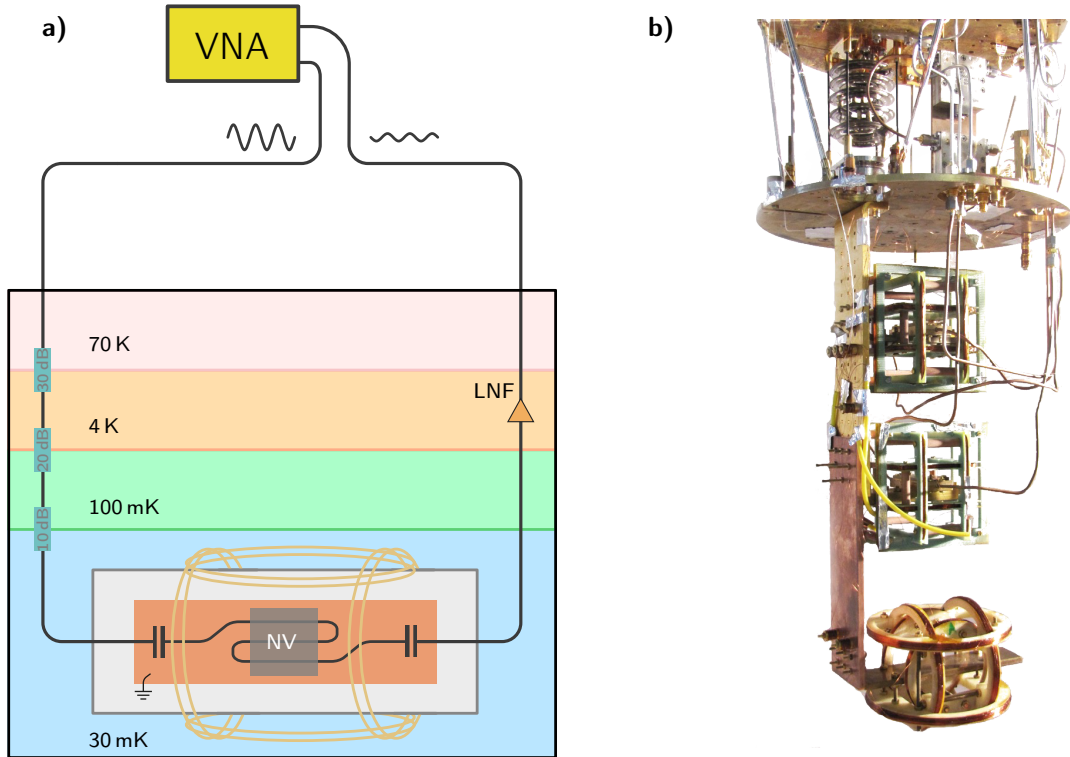 a)
VNA
b)
70 K
30 dB
LNF
4 K
20 dB
100 mK
10 dB
NV
30 mK